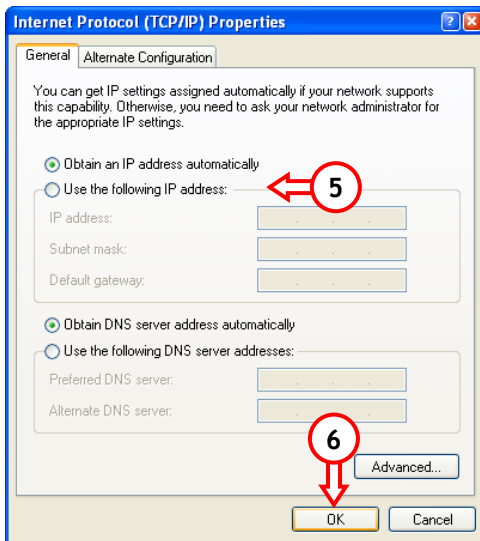 Internet Protocol (TCP/IP) Properties
General
Alternate Configuration
You can get IP settings assigned automatically if your network supports
this capability. Otherwise, you need to ask your network administrator for
the appropriate IP settings.
Obtain an IP address automatically
Use the following IP address:
5
IP address:
Subnet mask:
Default gateway:
Obtain DNS server address automatically
Use the following DNS server addresses:
Preferred DNS server:
Alternate DNS server:
6
Advanced...
OK
Cancel